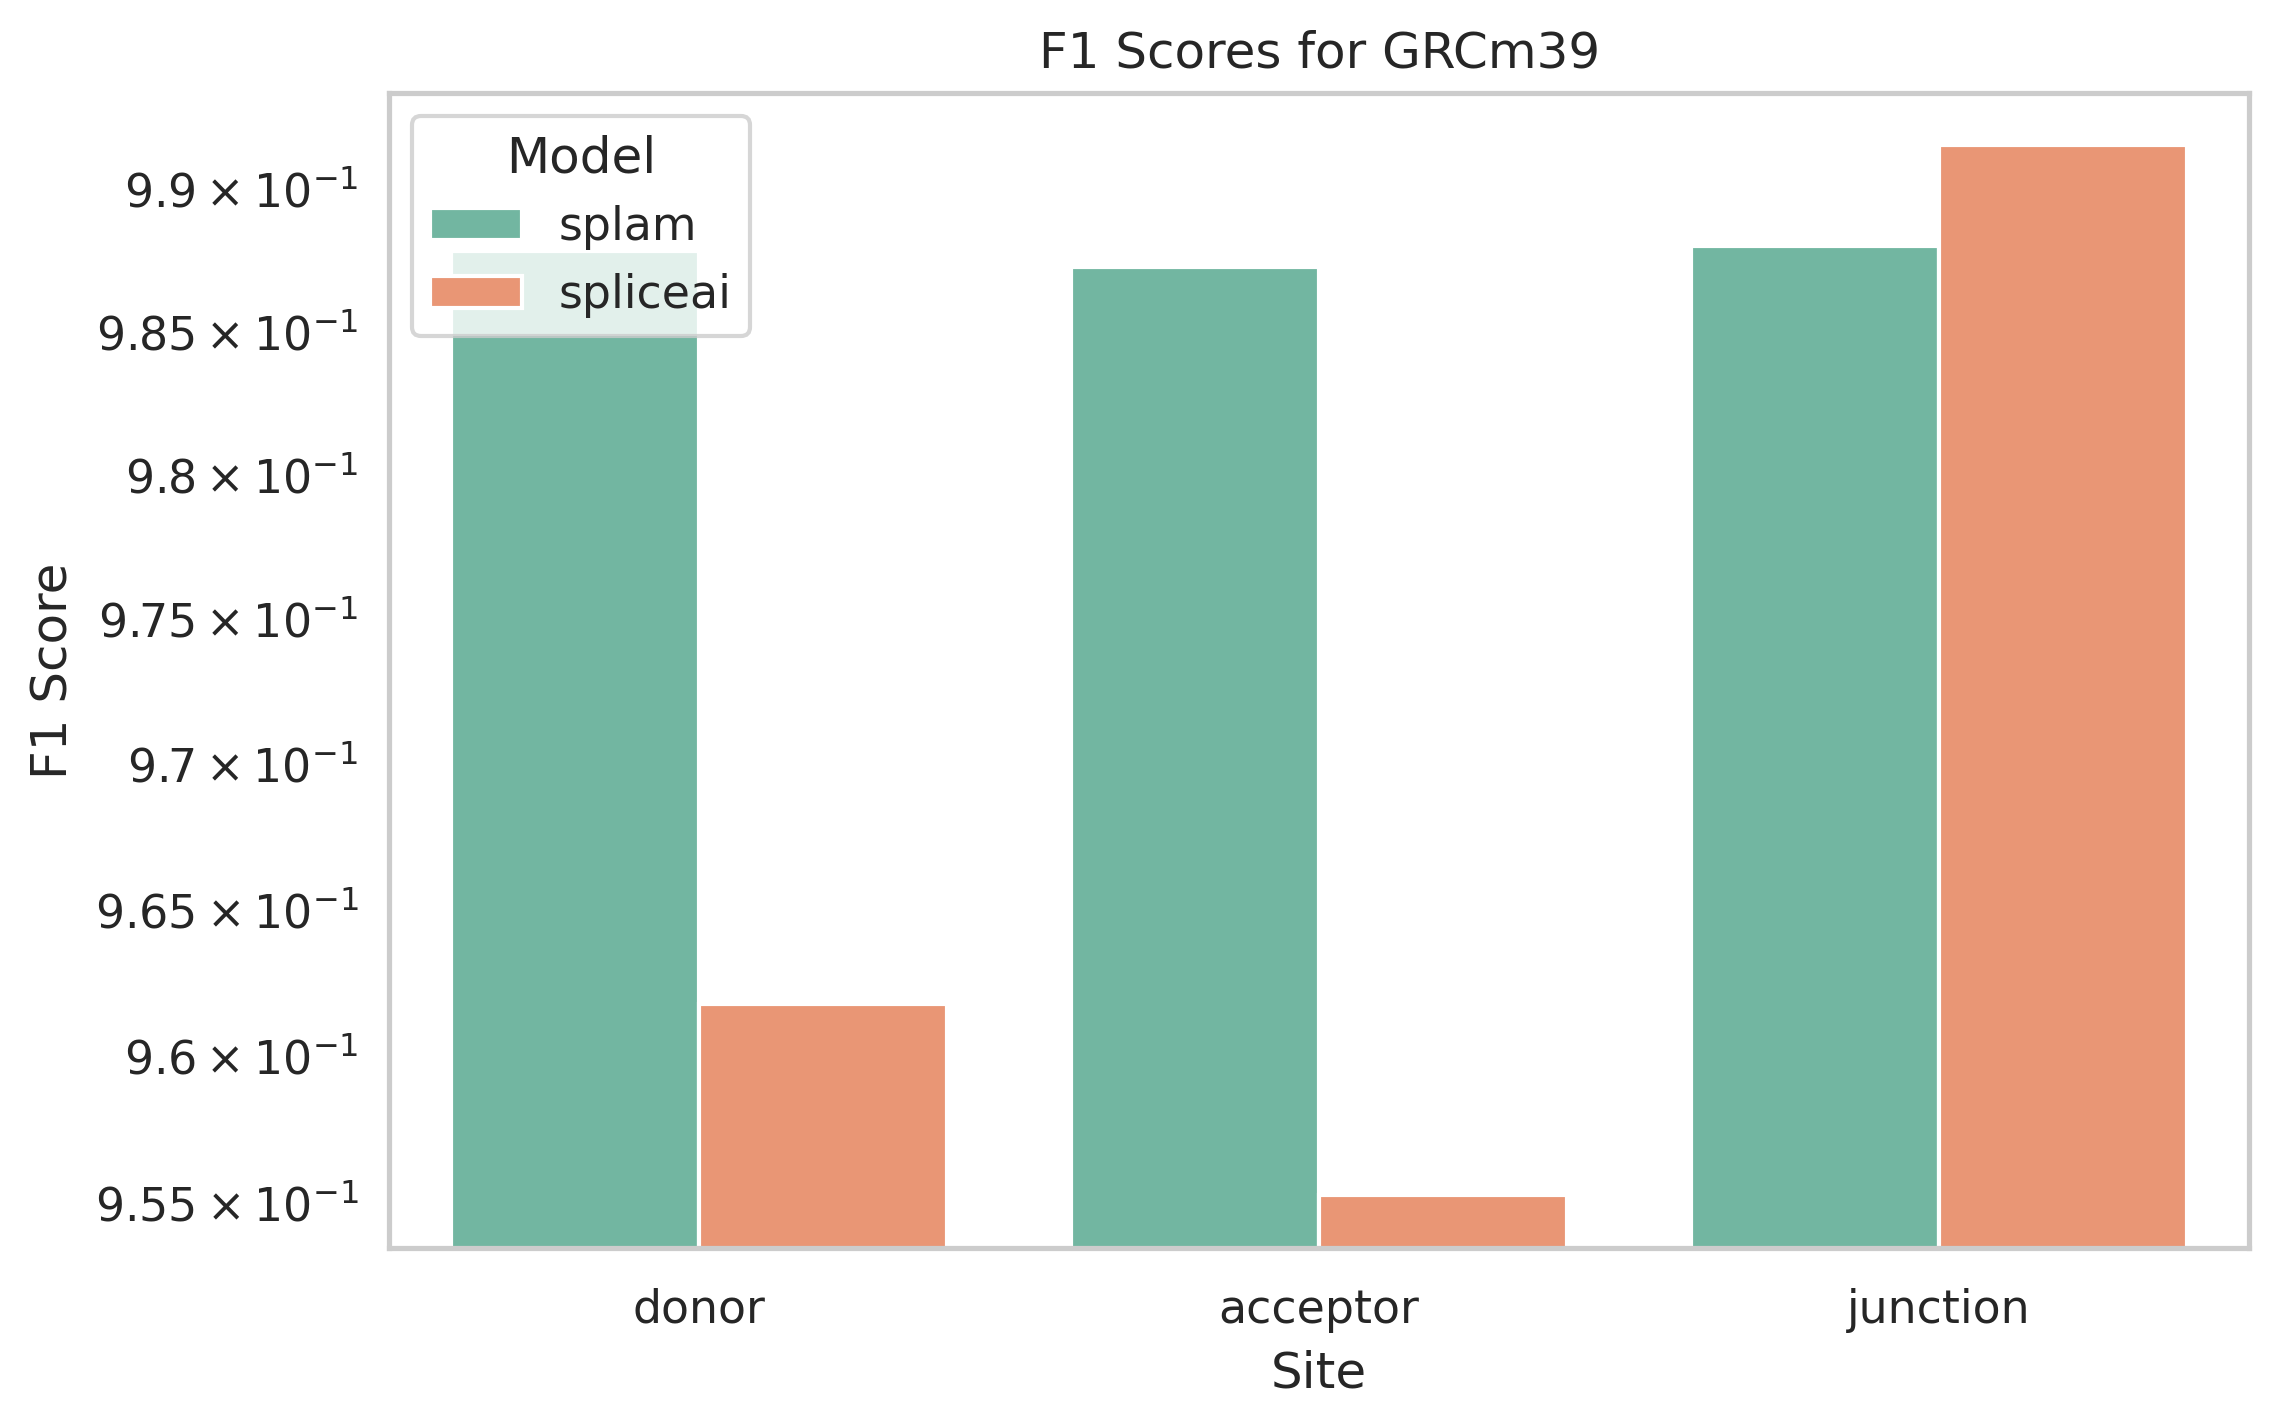 F1 Scores for GRCm39
Model
splam
spliceai
9.9 × 10⁻¹
9.85 × 10⁻¹
9.8 × 10⁻¹
9.75 × 10⁻¹
9.7 × 10⁻¹
9.65 × 10⁻¹
9.6 × 10⁻¹
9.55 × 10⁻¹
F1 Score
donor
acceptor
junction
Site